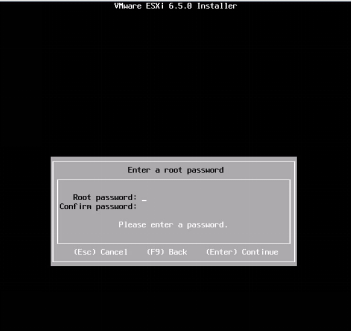 VMware ESXi 6.5.0 Installer
Enter a root password
Root password: _
Confirm password:
Please enter a password.
(Esc) Cancel (F9) Back (Enter) Continue